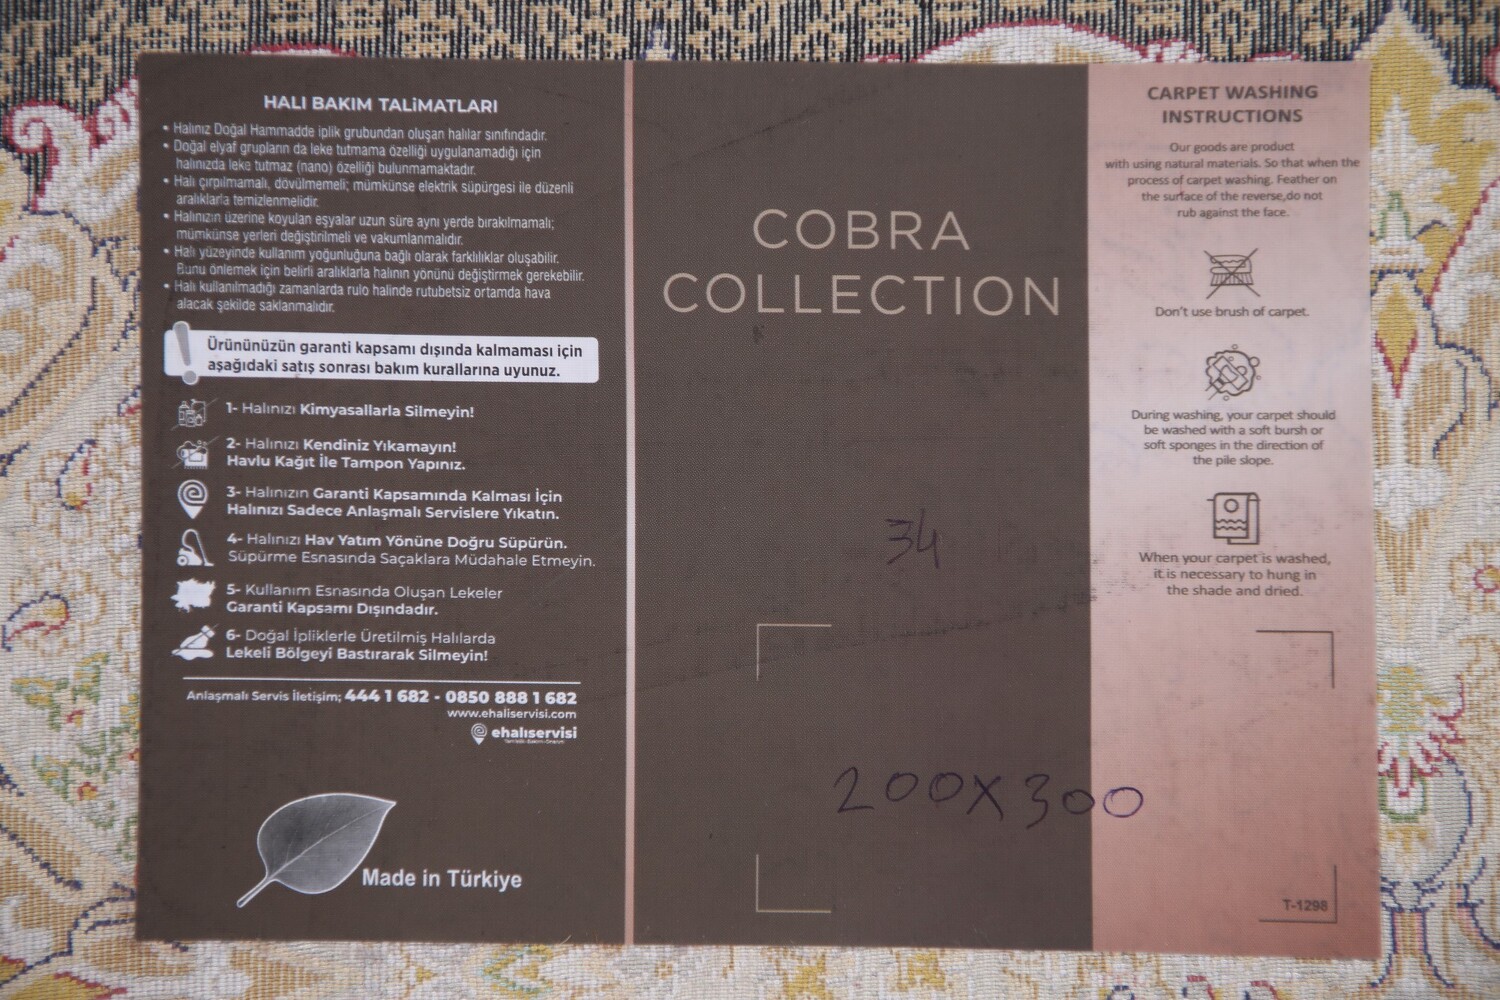 HALI BAKIM TALiMATLARI
• Halınız Doğal Hammadde iplik grubundan oluşan halılar sınıfındadır.
• Doğal elyaf grupların da leke tutmama özelliği uygulanamadığı için
halınızda leke tutmaz (nano) özelliği bulunmamaktadır.
• Halı çırpılmamalı, dövülmemeli; mümkünse elektrik süpürgesi ile düzenli
aralıklarla temizlenmelidir.
• Halınızın üzerine koyulan eşyalar uzun süre aynı yerde bırakılmamalı;
mümkünse yerleri değiştirilmeli ve vakumlanmalıdır.
• Halı yüzeyinde kullanım yoğunluğuna bağlı olarak farklılıklar oluşabilir.
Bunu önlemek için belirli aralıklarla halının yönünü değiştirmek gerekebilir.
• Halı kullanılmadığı zamanlarda rulo halinde rutubetsiz ortamda hava
alacak şekilde saklanmalıdır.
Ürününüzün garanti kapsamı dışında kalmaması için
aşağıdaki satış sonrası bakım kurallarına uyunuz.
1- Halınızı Kimyasallarla Silmeyin!
2- Halınızı Kendiniz Yıkamayın!
Havlu Kağıt İle Tampon Yapınız.
3- Halınızın Garanti Kapsamında Kalması İçin
Halınızı Sadece Anlaşmalı Servislere Yıkatın.
4- Halınızı Hav Yatım Yönüne Doğru Süpürün.
Süpürme Esnasında Saçaklara Müdahale Etmeyin.
5- Kullanım Esnasında Oluşan Lekeler
Garanti Kapsamı Dışındadır.
6- Doğal İpliklerle Üretilmiş Halılarda
Lekeli Bölgeyi Bastırarak Silmeyin!
Anlaşmalı Servis İletişim; 444 1 682 - 0850 888 1 682
www.ehaliservisi.com
ehalıservisi
Made in Türkiye
COBRA
COLLECTION
34
200X300
CARPET WASHING
INSTRUCTIONS
Our goods are product
with using natural materials. So that when the
process of carpet washing. Feather on
the surface of the reverse,do not
rub against the face.
Don't use brush of carpet.
During washing, your carpet should
be washed with a soft bursh or
soft sponges in the direction of
the pile slope.
When your carpet is washed,
it is necessary to hung in
the shade and dried.
T-1298